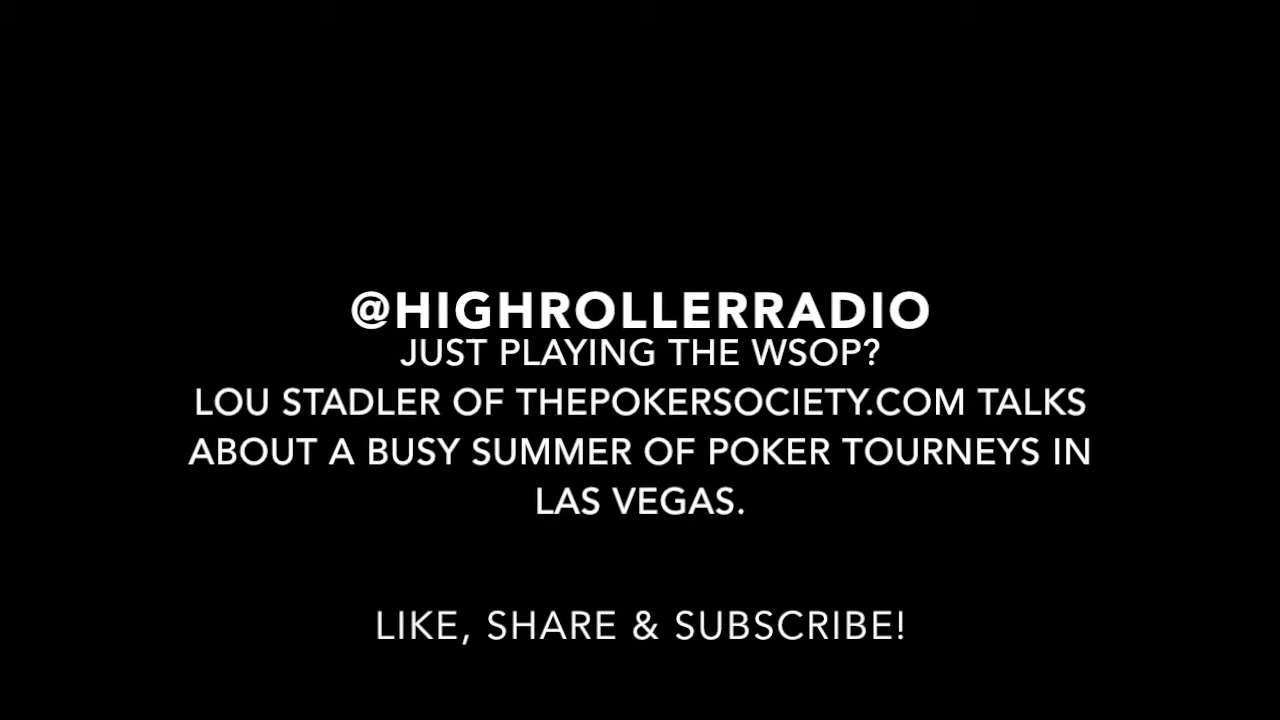 @HIGHROLLERRADIO
JUST PLAYING THE WSOP?
LOU STADLER OF THEPOKERSOCIETY.COM TALKS
ABOUT A BUSY SUMMER OF POKER TOURNEYS IN
LAS VEGAS.
LIKE, SHARE & SUBSCRIBE!